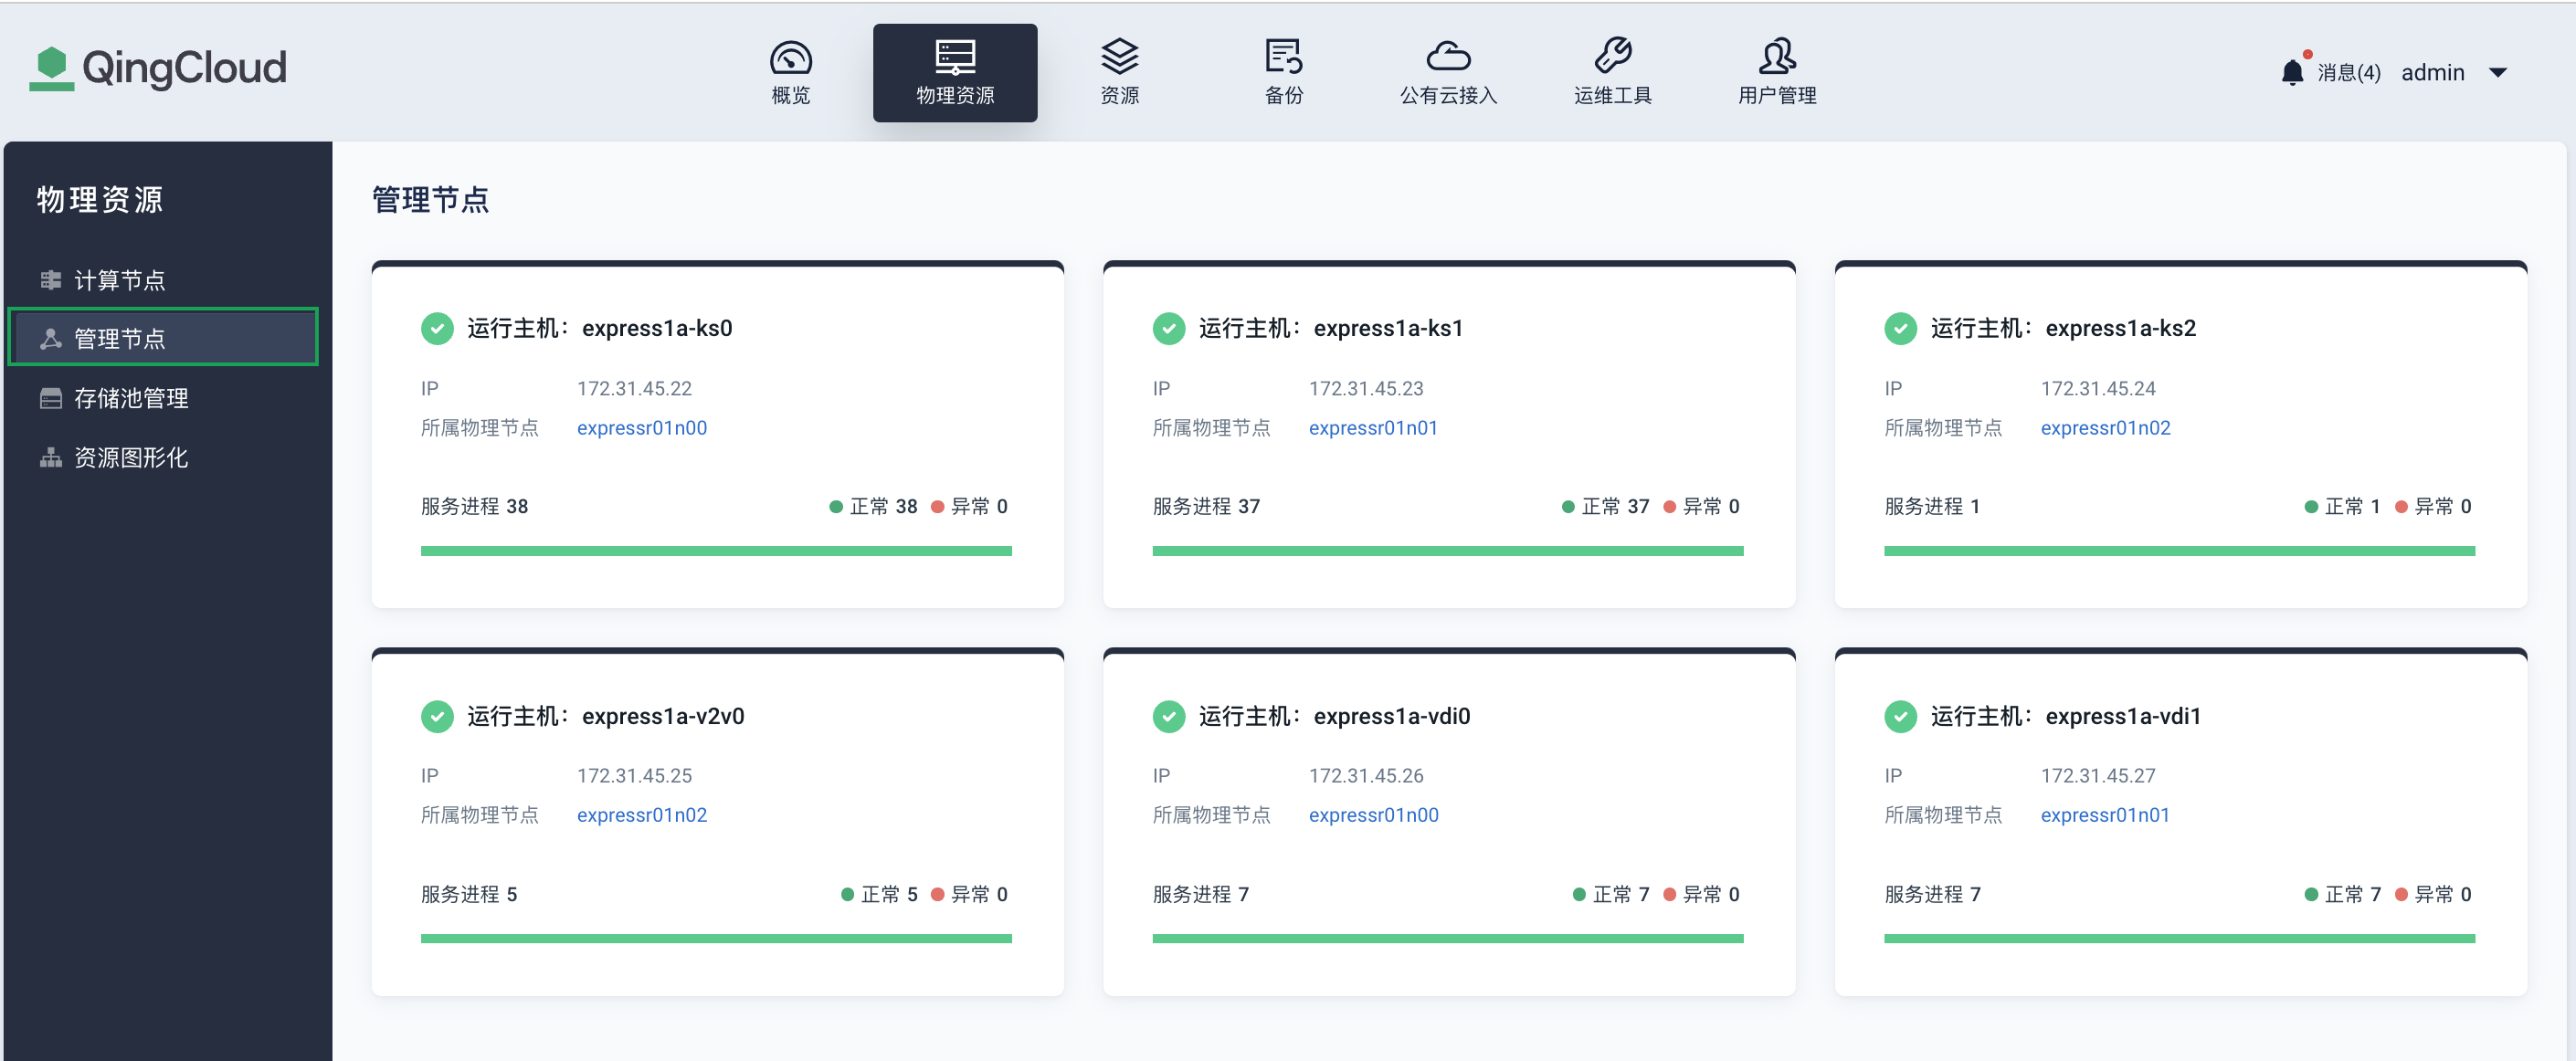 QingCloud
概览
物理资源
资源
备份
公有云接入
运维工具
用户管理
消息(4)
admin
物理资源
计算节点
管理节点
存储池管理
资源图形化
管理节点
运行主机：express1a-ks0
IP 172.31.45.22
所属物理节点 expressr01n00
服务进程 38 正常 38 异常 0
运行主机：express1a-ks1
IP 172.31.45.23
所属物理节点 expressr01n01
服务进程 37 正常 37 异常 0
运行主机：express1a-ks2
IP 172.31.45.24
所属物理节点 expressr01n02
服务进程 1 正常 1 异常 0
运行主机：express1a-v2v0
IP 172.31.45.25
所属物理节点 expressr01n02
服务进程 5 正常 5 异常 0
运行主机：express1a-vdi0
IP 172.31.45.26
所属物理节点 expressr01n00
服务进程 7 正常 7 异常 0
运行主机：express1a-vdi1
IP 172.31.45.27
所属物理节点 expressr01n01
服务进程 7 正常 7 异常 0